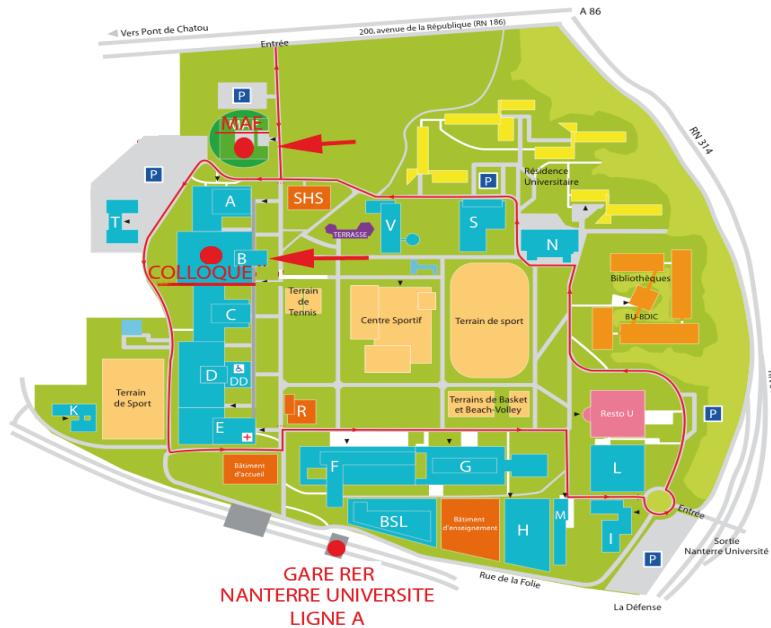 A 86
Vers Pont de Chatou
200, avenue de la République (RN 186)
Entrée
P
MAE
RN 314
P
P
Résidence
Universitaire
A
SHS
T
V
S
TERRASSE
N
B
COLLOQUE
Bibliothèques
Terrain
de
Tennis
C
Centre Sportif
Terrain de sport
BU-BDIC
D
DD
Terrain
de Sport
K
R
Terrains de Basket
et Beach-Volley
Resto U
P
E
Bâtiment
d'accueil
F
G
L
BSL
Bâtiment
d'enseignement
H
M
I
Entrée
Sortie
Nanterre Université
P
GARE RER
NANTERRE UNIVERSITE
LIGNE A
Rue de la Folie
La Défense